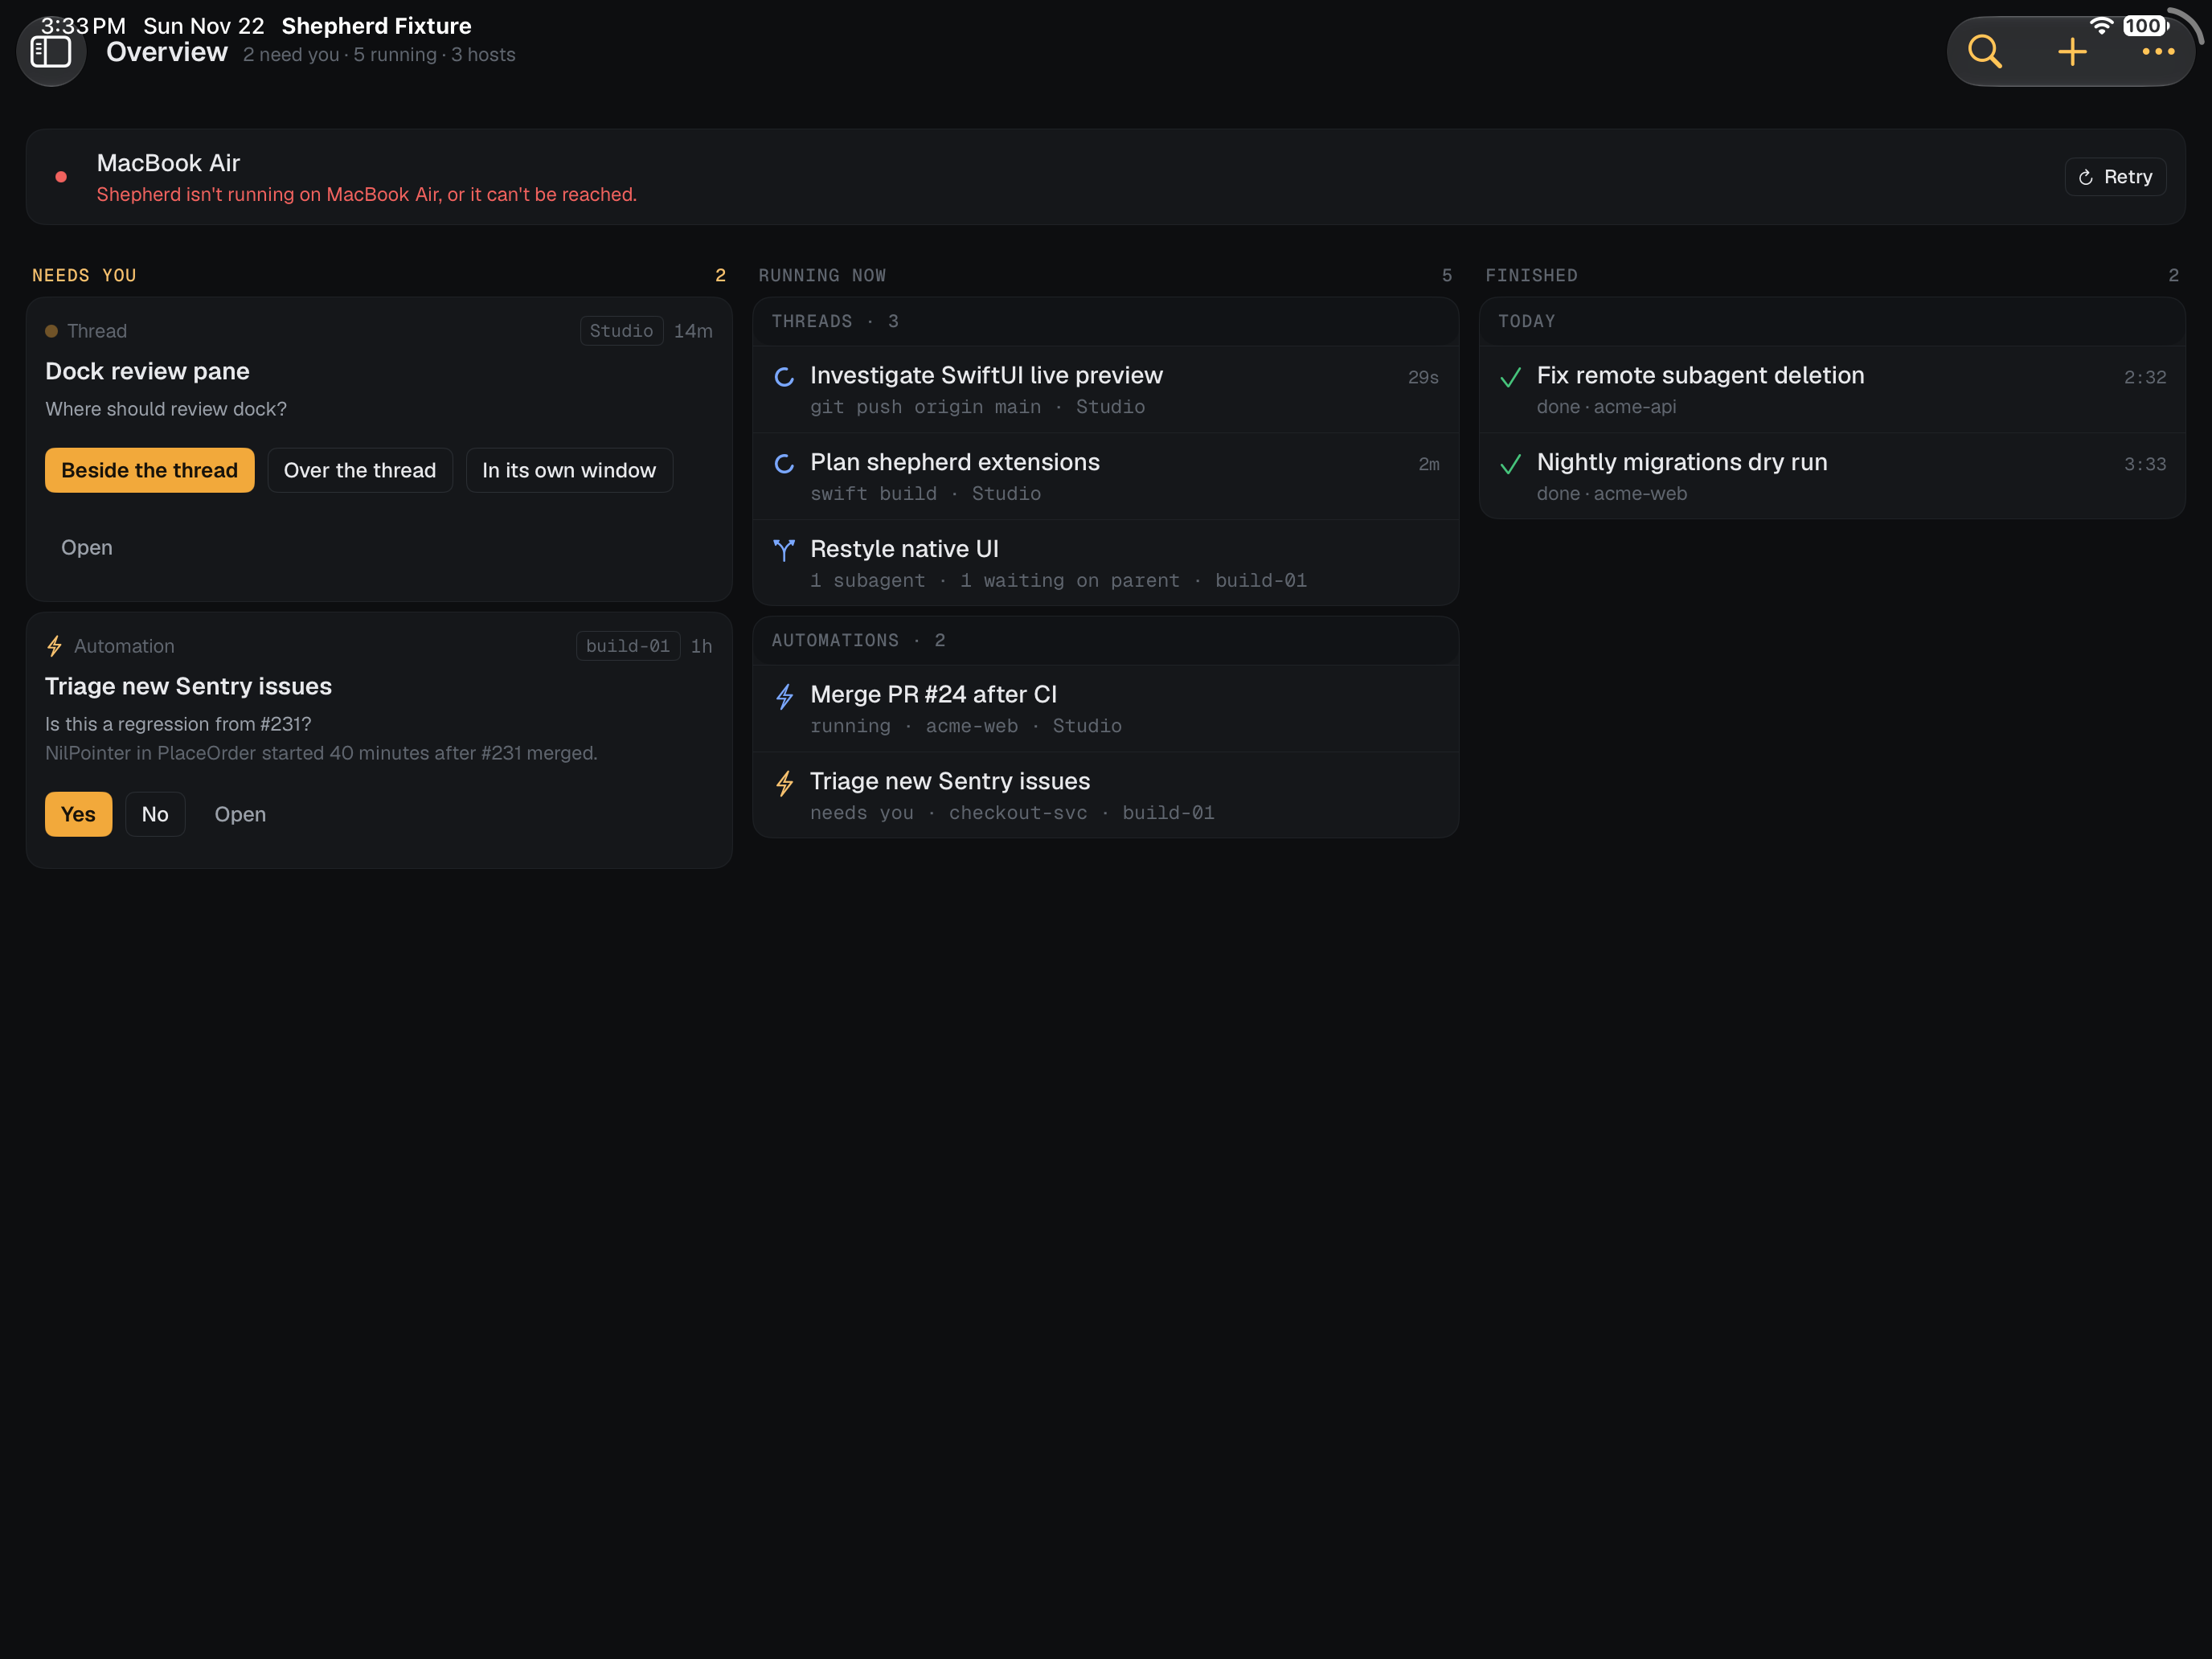 3:33 PM Sun Nov 22 Shepherd Fixture
100
Overview 2 need you · 5 running · 3 hosts
MacBook Air
Shepherd isn't running on MacBook Air, or it can't be reached.
Retry
NEEDS YOU 2
Thread Studio 14m
Dock review pane
Where should review dock?
Beside the thread Over the thread In its own window
Open
Automation build-01 1h
Triage new Sentry issues
Is this a regression from #231?
NilPointer in PlaceOrder started 40 minutes after #231 merged.
Yes No Open
RUNNING NOW 5
THREADS · 3
Investigate SwiftUI live preview 29s
git push origin main · Studio
Plan shepherd extensions 2m
swift build · Studio
Restyle native UI
1 subagent · 1 waiting on parent · build-01
AUTOMATIONS · 2
Merge PR #24 after CI
running · acme-web · Studio
Triage new Sentry issues
needs you · checkout-svc · build-01
FINISHED 2
TODAY
Fix remote subagent deletion 2:32
done · acme-api
Nightly migrations dry run 3:33
done · acme-web